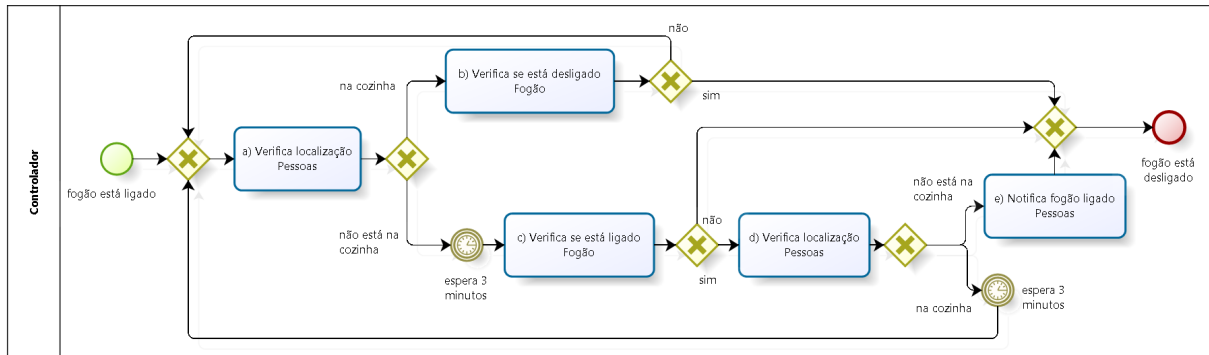 Controlador
fogão está ligado
a) Verifica localização
Pessoas
na cozinha
b) Verifica se está desligado
Fogão
não
sim
não está na
cozinha
espera 3
minutos
c) Verifica se está ligado
Fogão
não
sim
d) Verifica localização
Pessoas
não está na
cozinha
e) Notifica fogão ligado
Pessoas
na cozinha
espera 3
minutos
fogão está
desligado